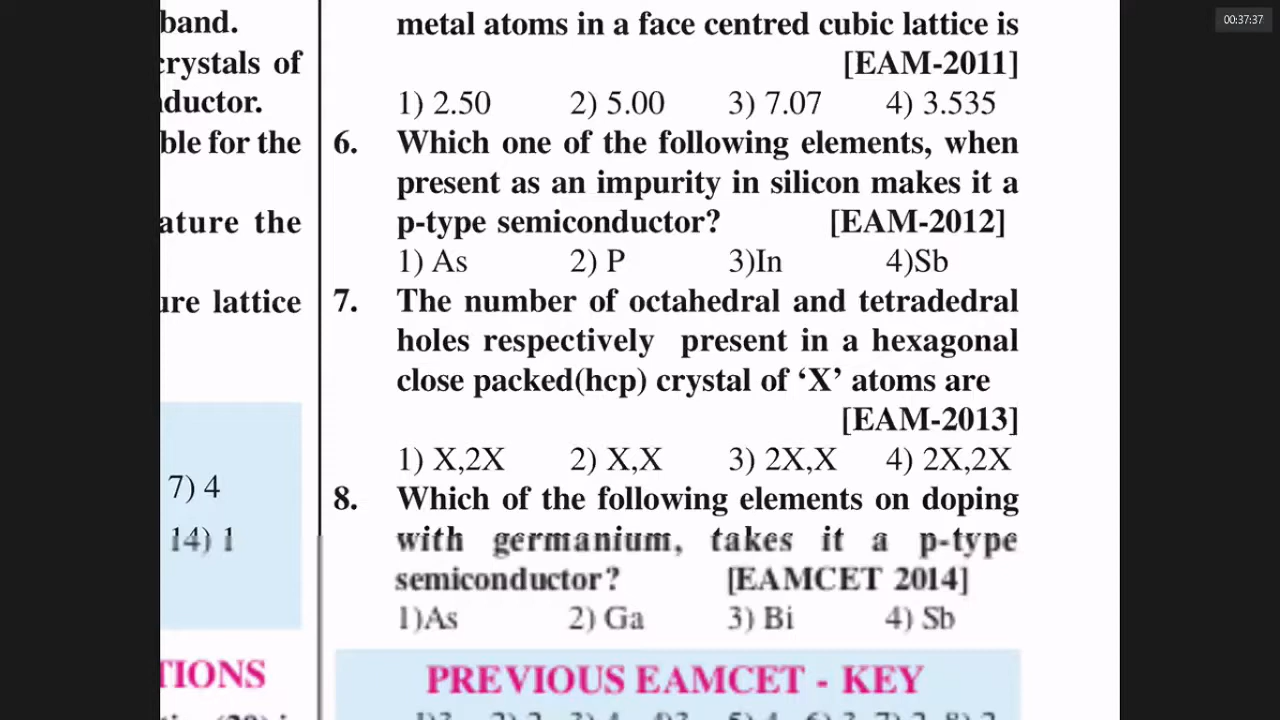 band.
crystals of
ductor.
ble for the
ature the
ure lattice
7) 4
14) 1
TIONS
metal atoms in a face centred cubic lattice is
[EAM-2011]
1) 2.50 2) 5.00 3) 7.07 4) 3.535
6. Which one of the following elements, when
present as an impurity in silicon makes it a
p-type semiconductor? [EAM-2012]
1) As 2) P 3)In 4)Sb
7. The number of octahedral and tetradedral
holes respectively present in a hexagonal
close packed(hcp) crystal of ‘X’ atoms are
[EAM-2013]
1) X,2X 2) X,X 3) 2X,X 4) 2X,2X
8. Which of the following elements on doping
with germanium, takes it a p-type
semiconductor? [EAMCET 2014]
1)As 2) Ga 3) Bi 4) Sb
PREVIOUS EAMCET - KEY
00:37:37